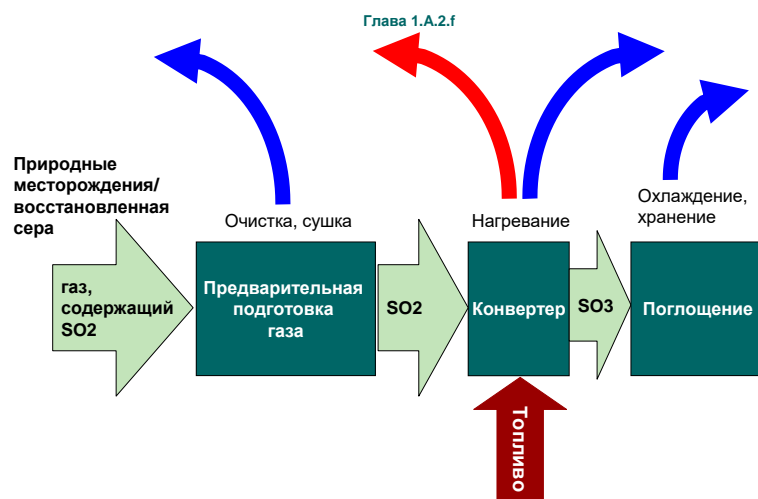 Глава 1.A.2.f
Природные
месторождения/
восстановленная
сера
Очистка, сушка
Нагревание
Охлаждение,
хранение
газ,
содержащий
SO2
Предварительная
подготовка
газа
SO2
Конвертер
SO3
Поглощение
Топливо